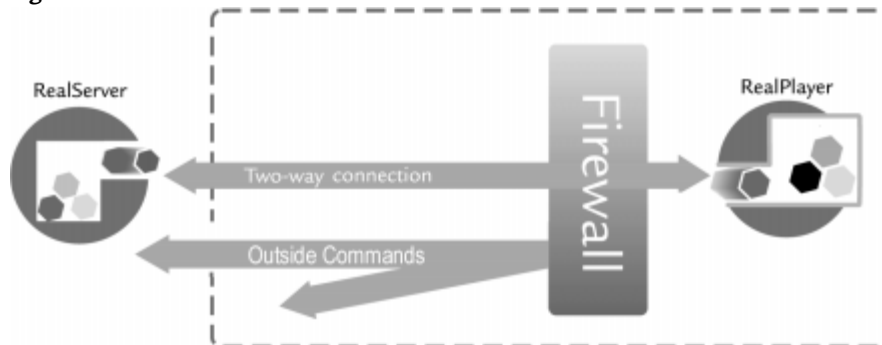 RealServer
RealPlayer
Firewall
Two-way connection
Outside Commands